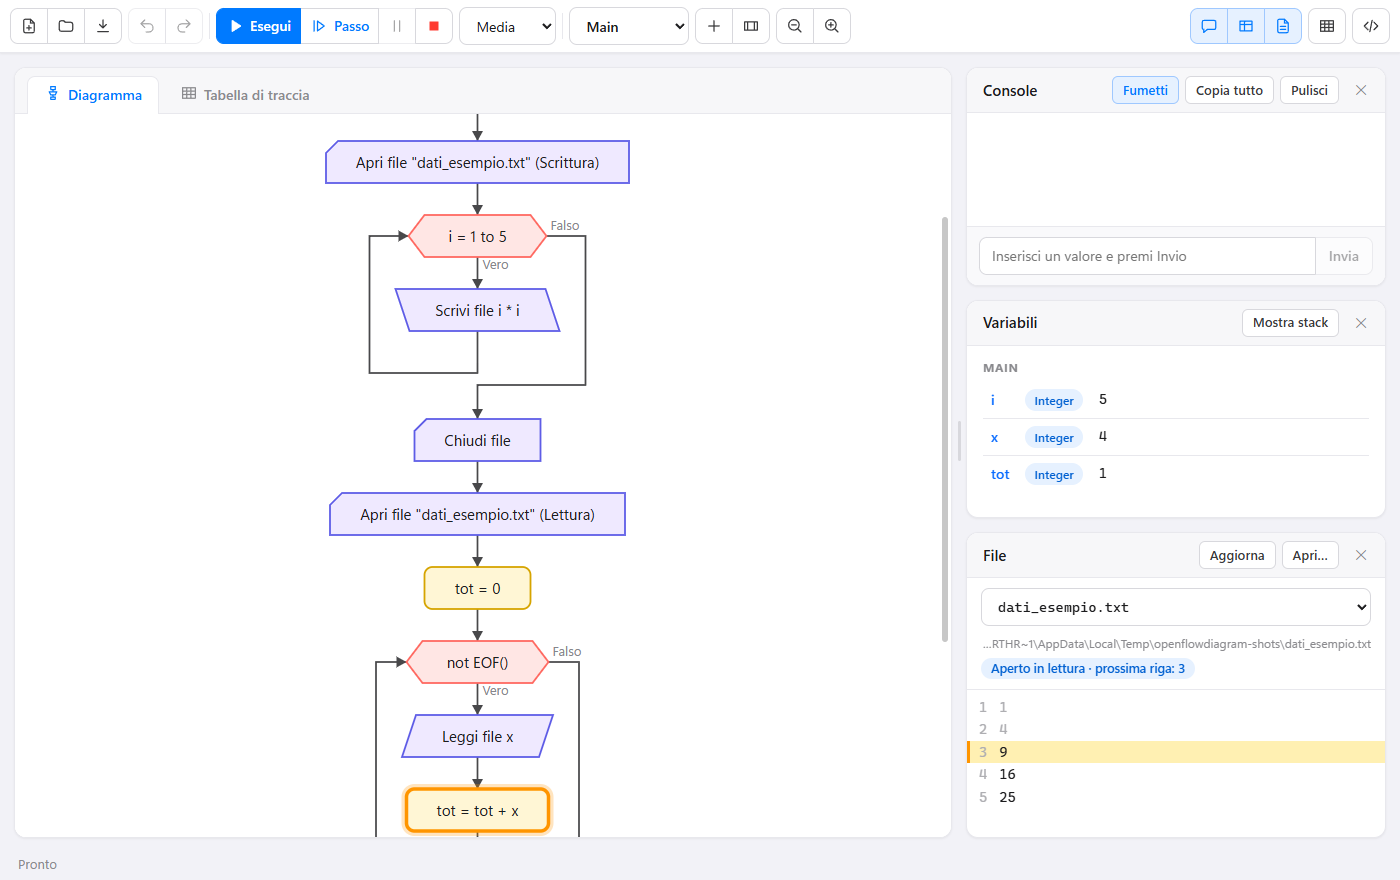 Esegui
Passo
Media
Main
Diagramma
Tabella di traccia
Apri file "dati_esempio.txt" (Scrittura)
i = 1 to 5
Falso
Vero
Scrivi file i * i
Chiudi file
Apri file "dati_esempio.txt" (Lettura)
tot = 0
not EOF()
Falso
Vero
Leggi file x
tot = tot + x
Pronto
Console
Fumetti
Copia tutto
Pulisci
Inserisci un valore e premi Invio
Invia
Variabili
Mostra stack
MAIN
i Integer 5
x Integer 4
tot Integer 1
File
Aggiorna
Apri...
dati_esempio.txt
...RTHR~1\AppData\Local\Temp\openflowdiagram-shots\dati_esempio.txt
Aperto in lettura · prossima riga: 3
1 1
2 4
3 9
4 16
5 25